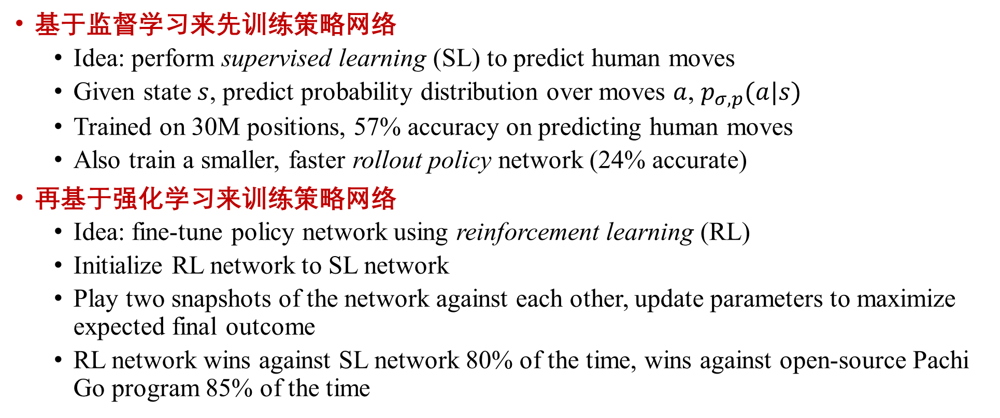 • 基于监督学习来先训练策略网络
• Idea: perform supervised learning (SL) to predict human moves
• Given state s, predict probability distribution over moves a, p_{σ,p}(a|s)
• Trained on 30M positions, 57% accuracy on predicting human moves
• Also train a smaller, faster rollout policy network (24% accurate)
• 再基于强化学习来训练策略网络
• Idea: fine-tune policy network using reinforcement learning (RL)
• Initialize RL network to SL network
• Play two snapshots of the network against each other, update parameters to maximize
expected final outcome
• RL network wins against SL network 80% of the time, wins against open-source Pachi
Go program 85% of the time